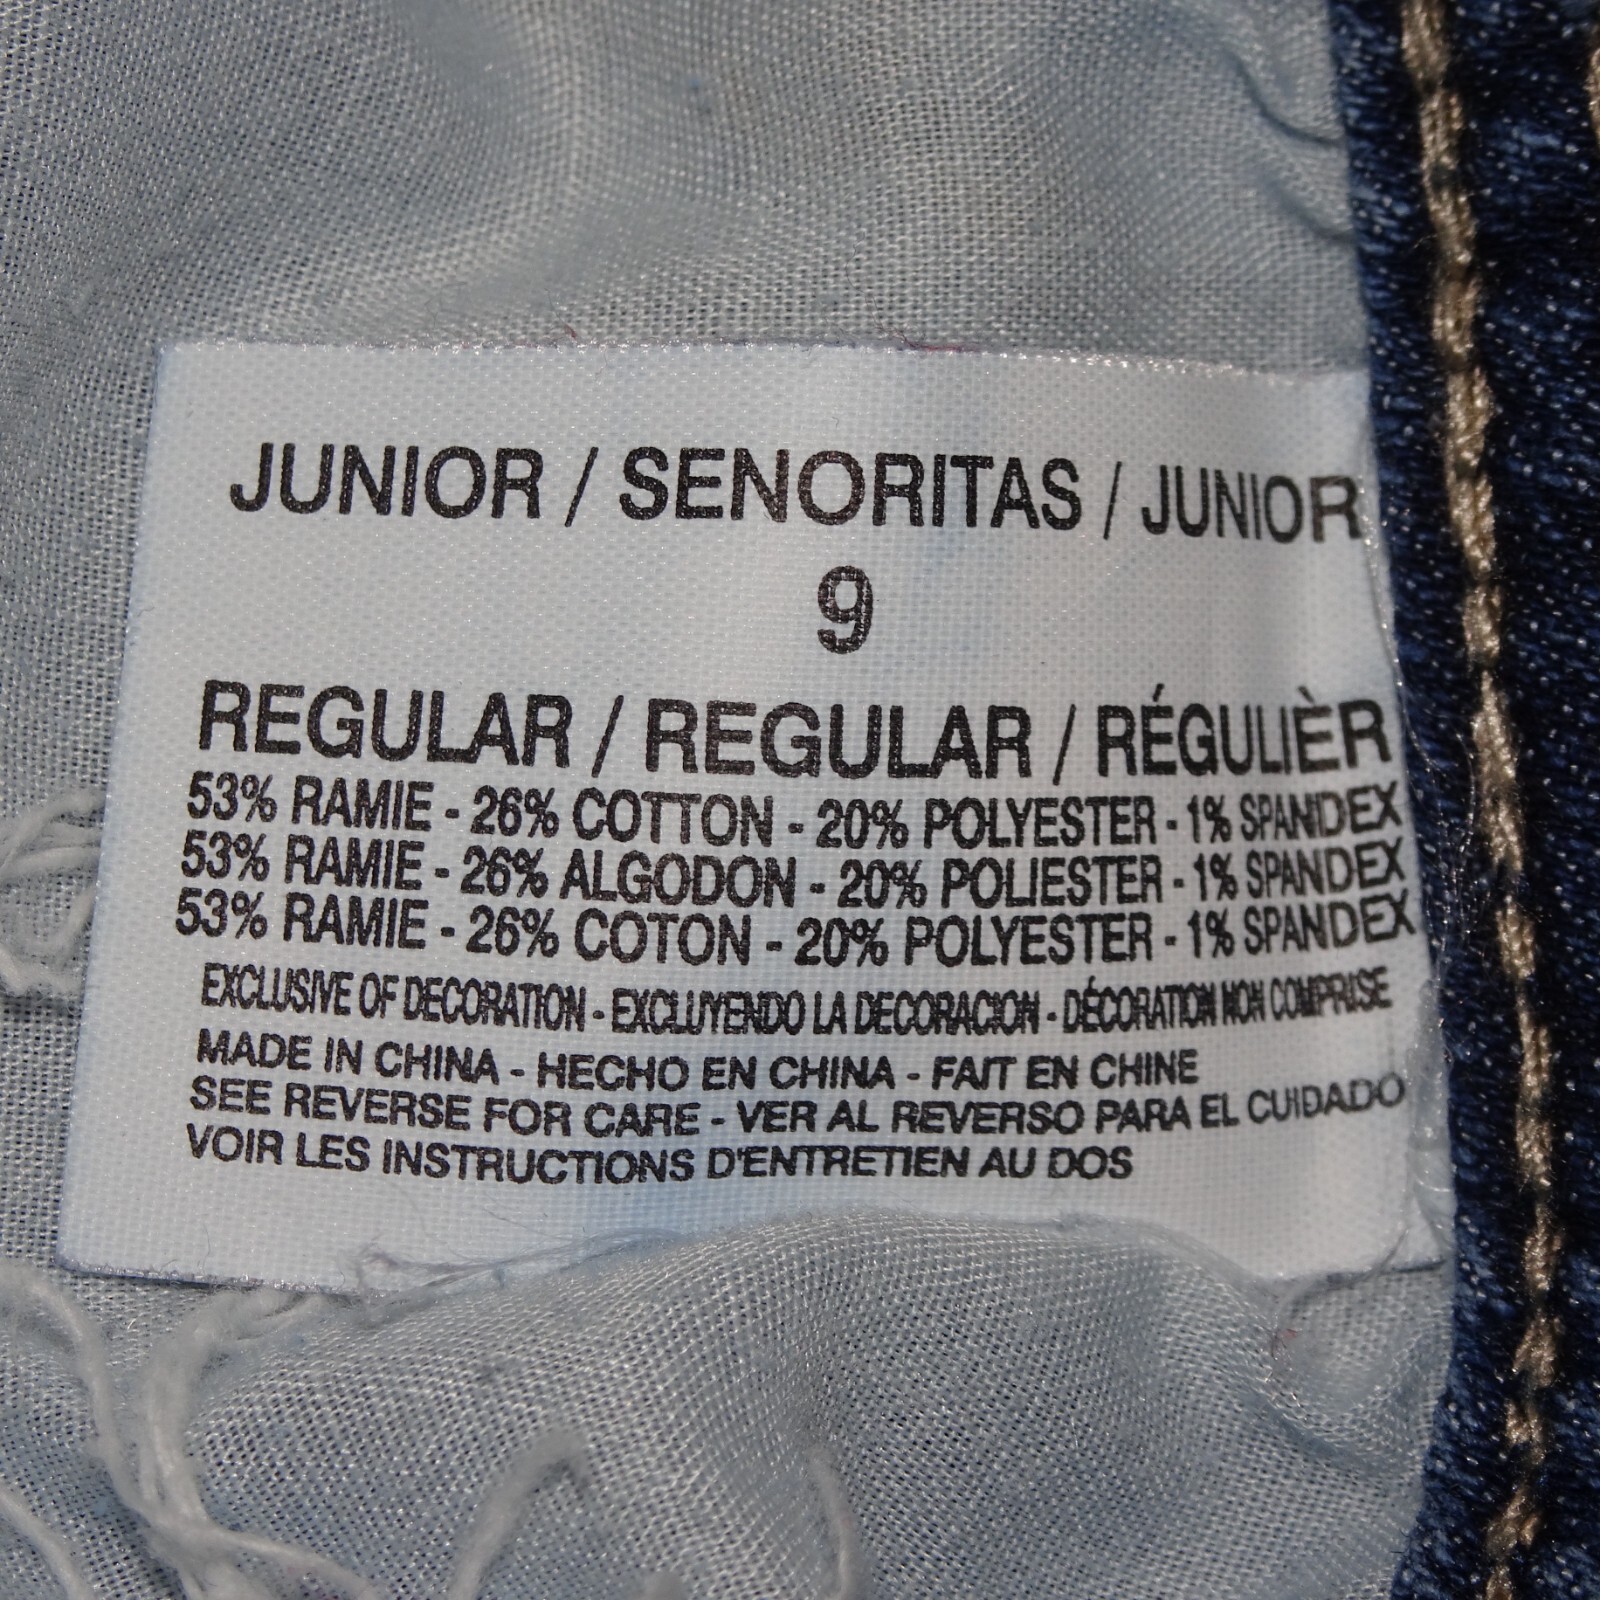 JUNIOR / SENORITAS / JUNIOR
9
REGULAR / REGULAR / RÉGULIÈR
53% RAMIE - 26% COTTON - 20% POLYESTER - 1% SPANDEX
53% RAMIE - 26% ALGODON - 20% POLIESTER - 1% SPANDEX
53% RAMIE - 26% COTON - 20% POLYESTER - 1% SPANDEX
EXCLUSIVE OF DECORATION - EXCLUYENDO LA DECORACION - DÉCORATION NON COMPRISE
MADE IN CHINA - HECHO EN CHINA - FAIT EN CHINE
SEE REVERSE FOR CARE - VER AL REVERSO PARA EL CUIDADO
VOIR LES INSTRUCTIONS D'ENTRETIEN AU DOS